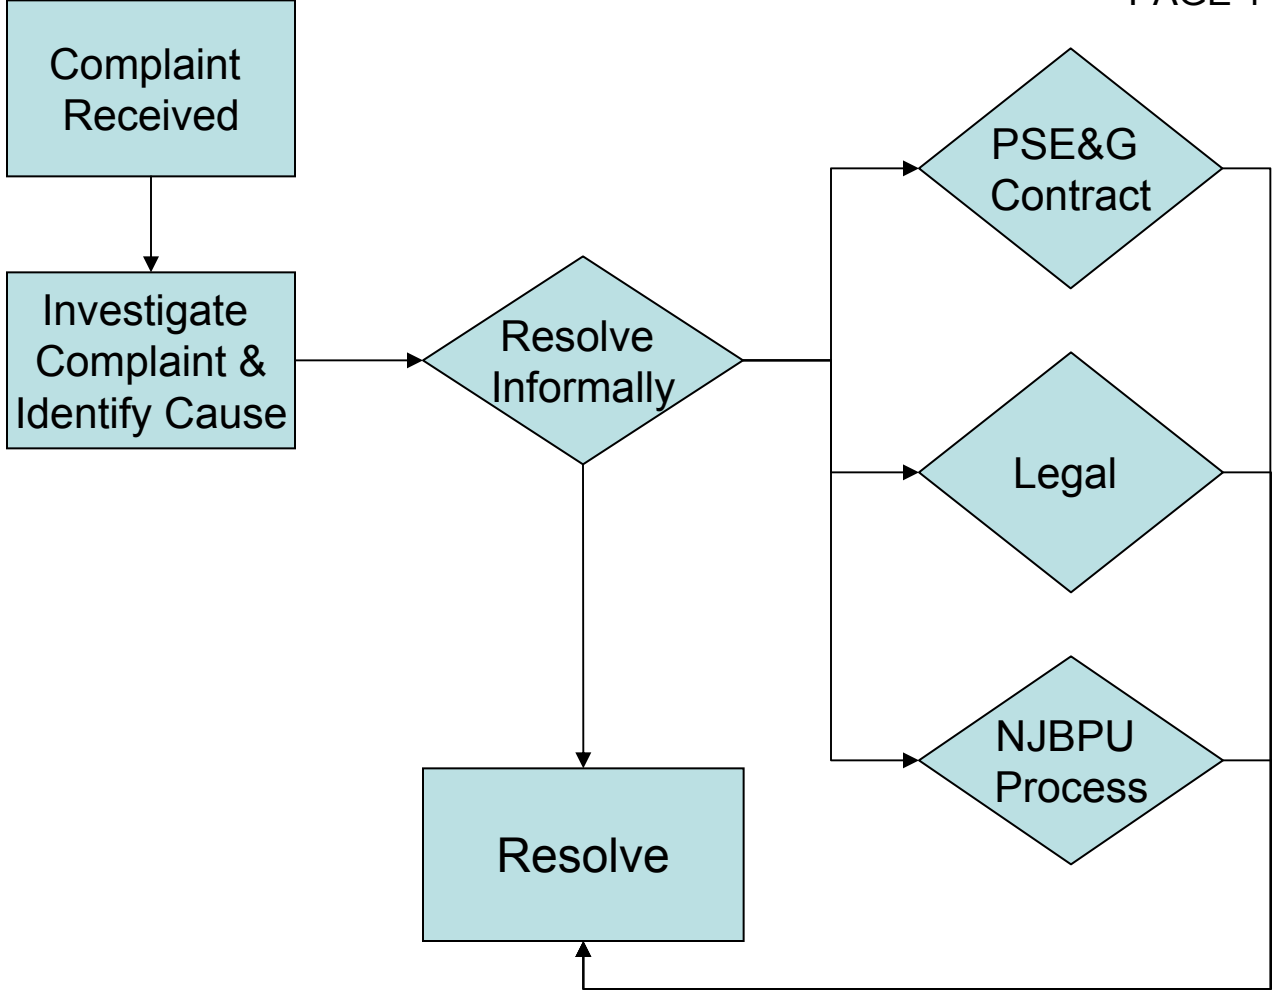 Complaint
Received
Investigate
Complaint &
Identify Cause
Resolve
Informally
PSE&G
Contract
Legal
NJBPU
Process
Resolve